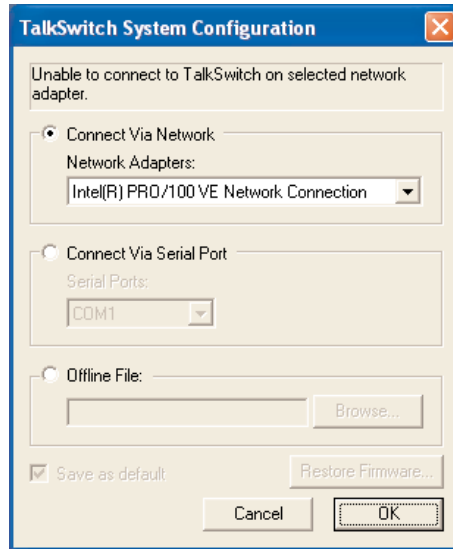 TalkSwitch System Configuration
Unable to connect to TalkSwitch on selected network
adapter.
Connect Via Network
Network Adapters:
Intel(R) PRO/100 VE Network Connection
Connect Via Serial Port
Serial Ports:
COM1
Offline File:
Browse...
Save as default
Restore Firmware...
Cancel
OK